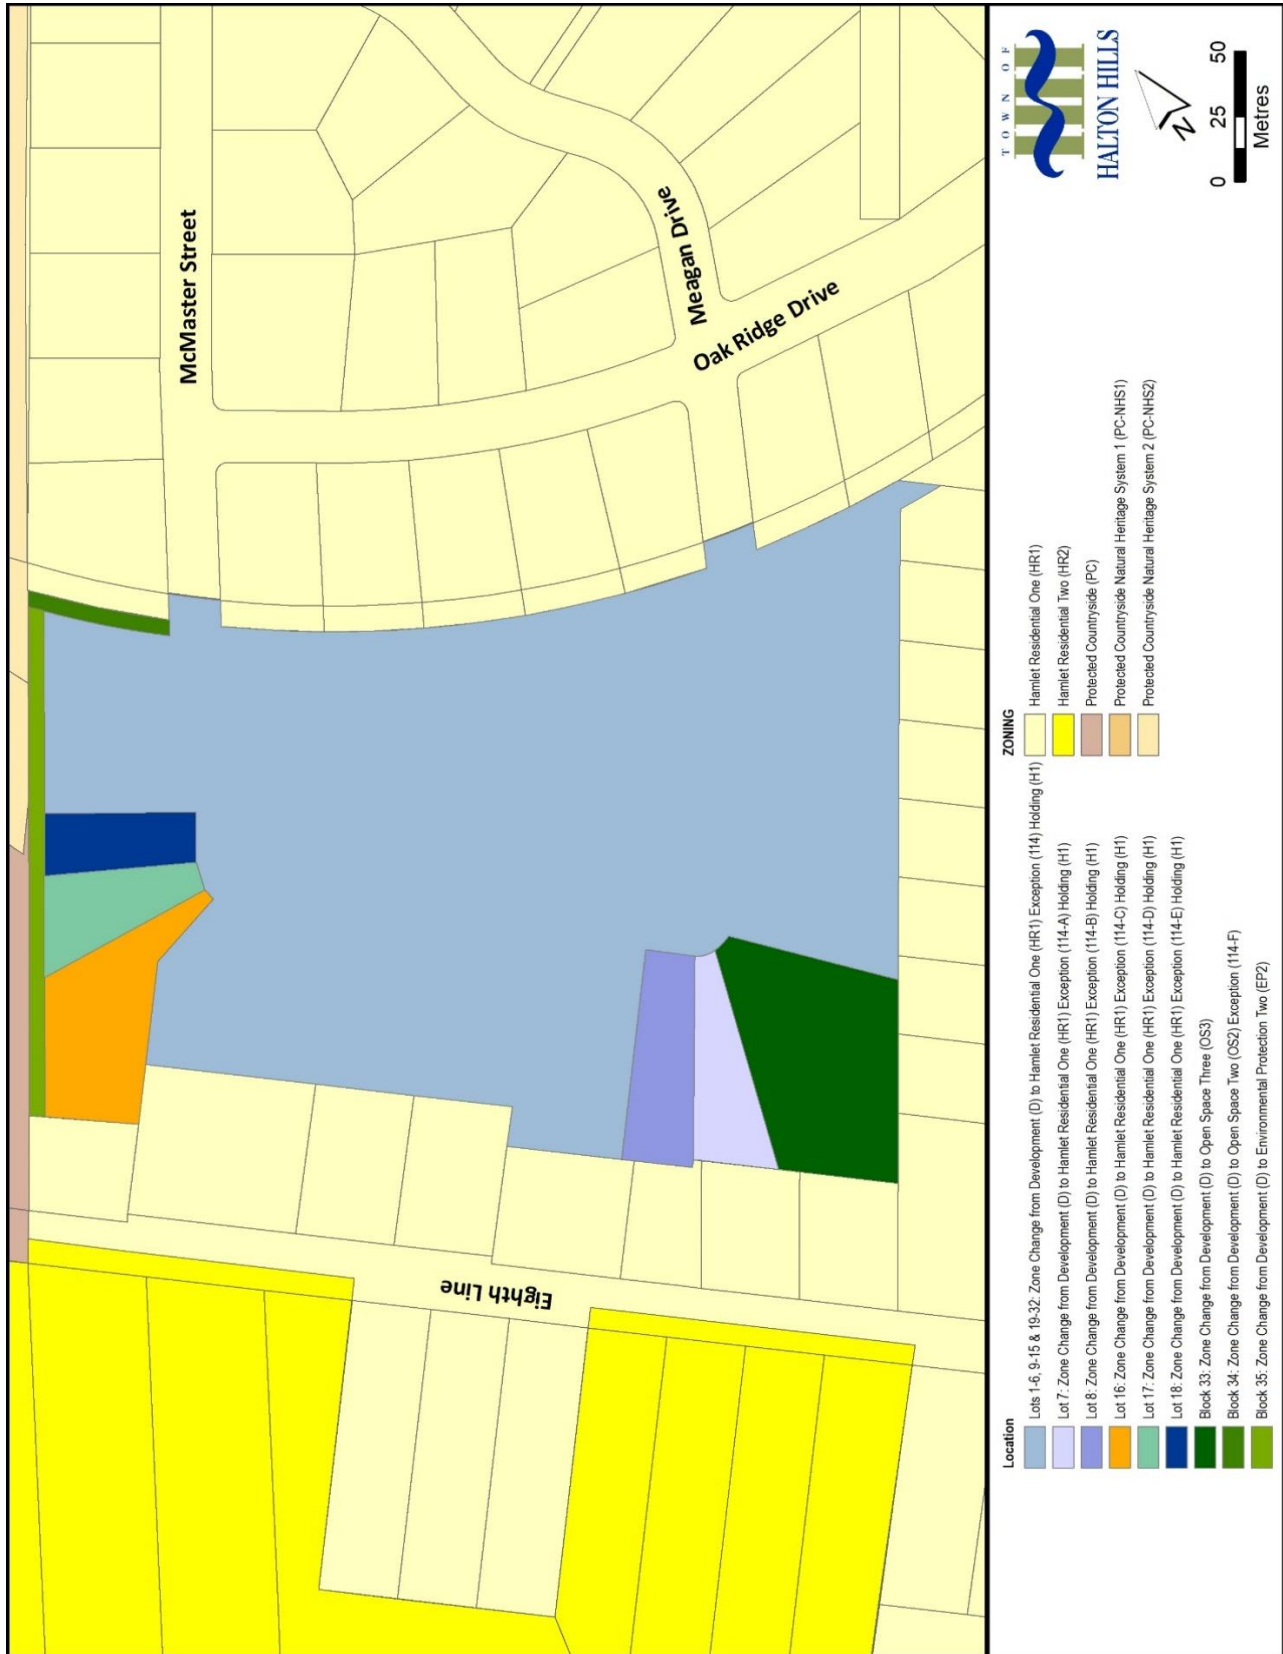 McMaster Street
Meagan Drive
Oak Ridge Drive
Eighth Line
Location
Lots 1-6, 9-15 & 19-32: Zone Change from Development (D) to Hamlet Residential One (HR1) Exception (114) Holding (H1)
Lot 7: Zone Change from Development (D) to Hamlet Residential One (HR1) Exception (114-A) Holding (H1)
Lot 8: Zone Change from Development (D) to Hamlet Residential One (HR1) Exception (114-B) Holding (H1)
Lot 16: Zone Change from Development (D) to Hamlet Residential One (HR1) Exception (114-C) Holding (H1)
Lot 17: Zone Change from Development (D) to Hamlet Residential One (HR1) Exception (114-D) Holding (H1)
Lot 18: Zone Change from Development (D) to Hamlet Residential One (HR1) Exception (114-E) Holding (H1)
Block 33: Zone Change from Development (D) to Open Space Three (OS3)
Block 34: Zone Change from Development (D) to Open Space Two (OS2) Exception (114-F)
Block 35: Zone Change from Development (D) to Environmental Protection Two (EP2)
ZONING
Hamlet Residential One (HR1)
Hamlet Residential Two (HR2)
Protected Countryside (PC)
Protected Countryside Natural Heritage System 1 (PC-NHS1)
Protected Countryside Natural Heritage System 2 (PC-NHS2)
TOWN OF
HALTON HILLS
N
0 25 50
Metres